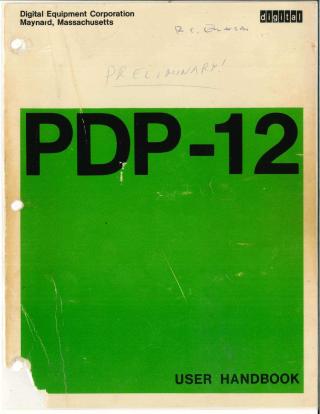 Digital Equipment Corporation
Maynard, Massachusetts
digital
PRELIMINARY!
PDP-12
USER HANDBOOK